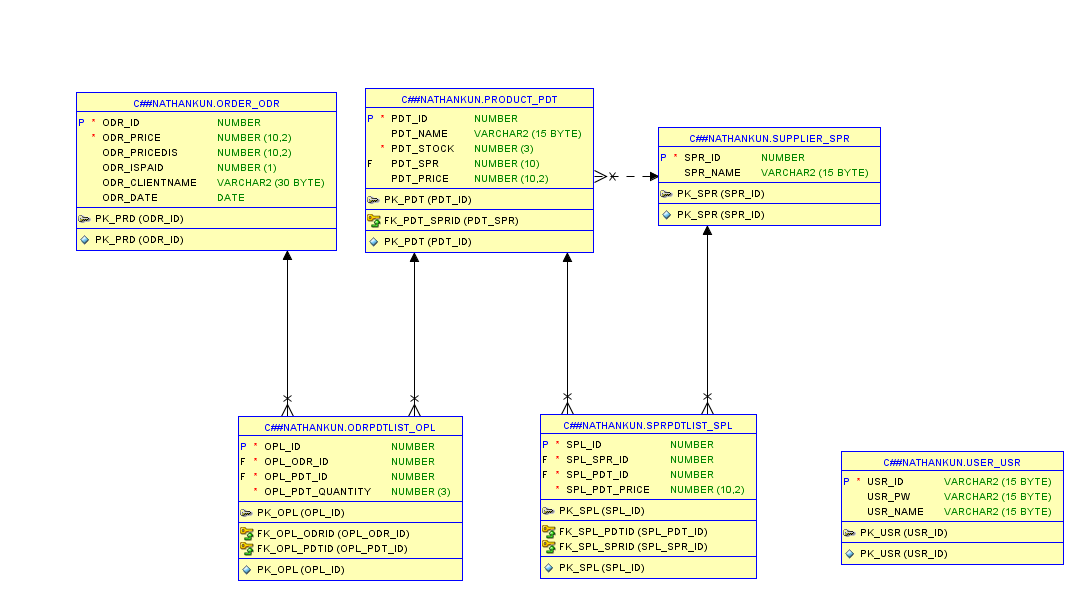 C##NATHANKUN.ORDER_ODR
P * ODR_ID NUMBER
* ODR_PRICE NUMBER (10,2)
ODR_PRICEDIS NUMBER (10,2)
ODR_ISPAID NUMBER (1)
ODR_CLIENTNAME VARCHAR2 (30 BYTE)
ODR_DATE DATE
PK_PRD (ODR_ID)
PK_PRD (ODR_ID)
C##NATHANKUN.PRODUCT_PDT
P * PDT_ID NUMBER
PDT_NAME VARCHAR2 (15 BYTE)
* PDT_STOCK NUMBER (3)
F PDT_SPR NUMBER (10)
PDT_PRICE NUMBER (10,2)
PK_PDT (PDT_ID)
FK_PDT_SPRID (PDT_SPR)
PK_PDT (PDT_ID)
C##NATHANKUN.SUPPLIER_SPR
P * SPR_ID NUMBER
SPR_NAME VARCHAR2 (15 BYTE)
PK_SPR (SPR_ID)
PK_SPR (SPR_ID)
C##NATHANKUN.ODRPDTLIST_OPL
P * OPL_ID NUMBER
F * OPL_ODR_ID NUMBER
F * OPL_PDT_ID NUMBER
* OPL_PDT_QUANTITY NUMBER (3)
PK_OPL (OPL_ID)
FK_OPL_ODRID (OPL_ODR_ID)
FK_OPL_PDTID (OPL_PDT_ID)
PK_OPL (OPL_ID)
C##NATHANKUN.SPRPDTLIST_SPL
P * SPL_ID NUMBER
F * SPL_SPR_ID NUMBER
F * SPL_PDT_ID NUMBER
* SPL_PDT_PRICE NUMBER (10,2)
PK_SPL (SPL_ID)
FK_SPL_PDTID (SPL_PDT_ID)
FK_SPL_SPRID (SPL_SPR_ID)
PK_SPL (SPL_ID)
C##NATHANKUN.USER_USR
P * USR_ID VARCHAR2 (15 BYTE)
USR_PW VARCHAR2 (15 BYTE)
USR_NAME VARCHAR2 (15 BYTE)
PK_USR (USR_ID)
PK_USR (USR_ID)